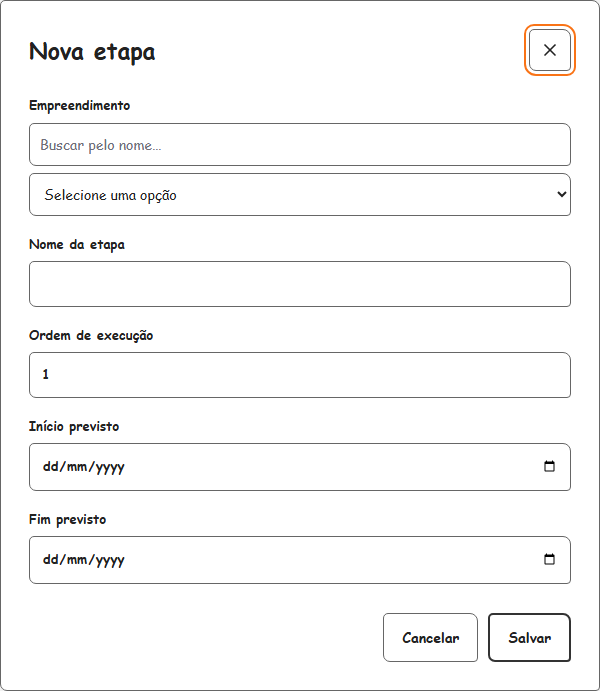 Nova etapa
Empreendimento
Buscar pelo nome...
Selecione uma opção
Nome da etapa
Ordem de execução
1
Início previsto
dd/mm/yyyy
Fim previsto
dd/mm/yyyy
Cancelar
Salvar